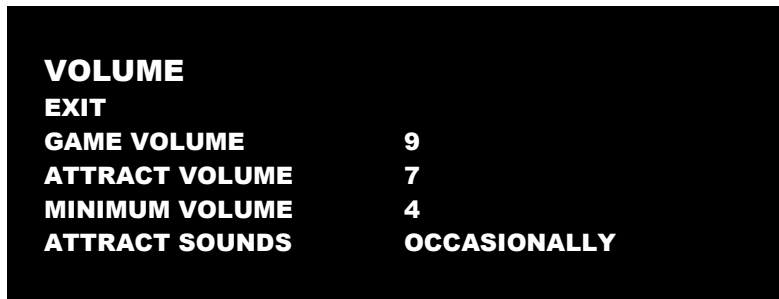 VOLUME
EXIT
GAME VOLUME 9
ATTRACT VOLUME 7
MINIMUM VOLUME 4
ATTRACT SOUNDS OCCASIONALLY